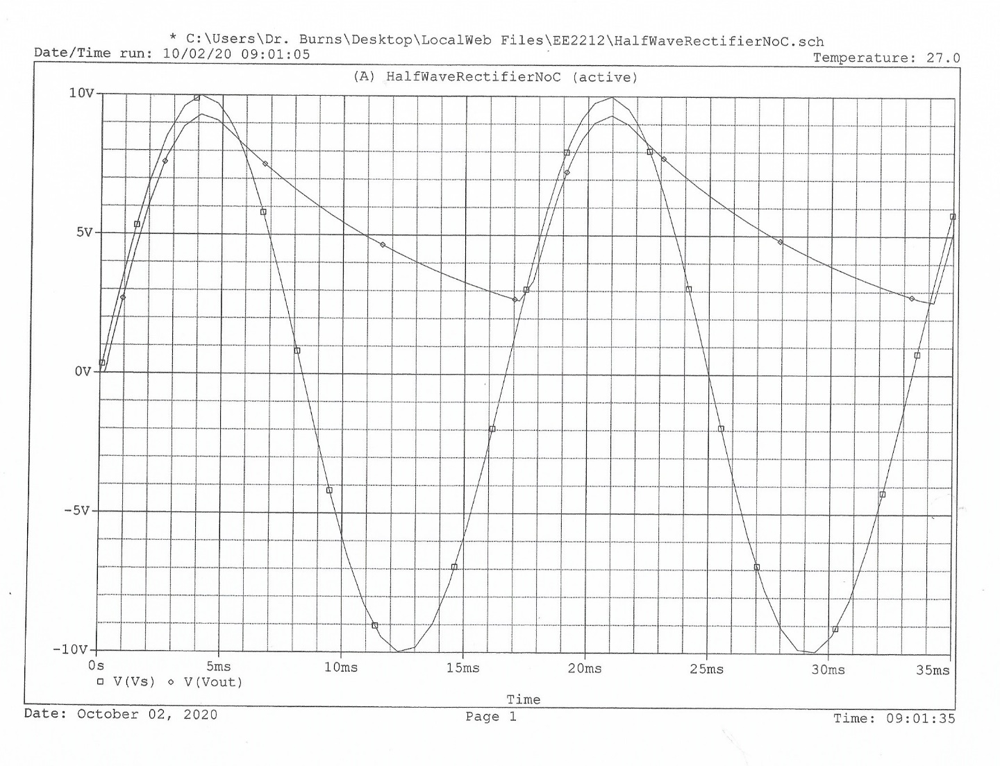 * C:\Users\Dr. Burns\Desktop\LocalWeb Files\EE2212\HalfWaveRectifierNoC.sch
Date/Time run: 10/02/20 09:01:05
Temperature: 27.0
(A) HalfWaveRectifierNoC (active)
10V
5V
0V
-5V
-10V
0s 5ms 10ms 15ms 20ms 25ms 30ms 35ms
V(Vs) V(Vout)
Time
Date: October 02, 2020
Page 1
Time: 09:01:35